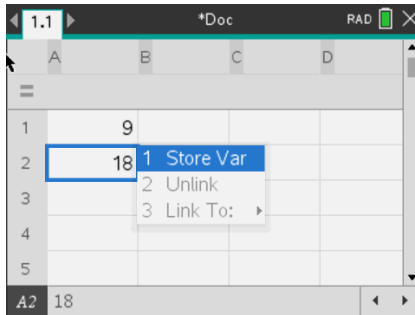 1.1 *Doc RAD
A B C D
=
1 9
2 18
3
4
5
1 Store Var
2 Unlink
3 Link To:
A2 18